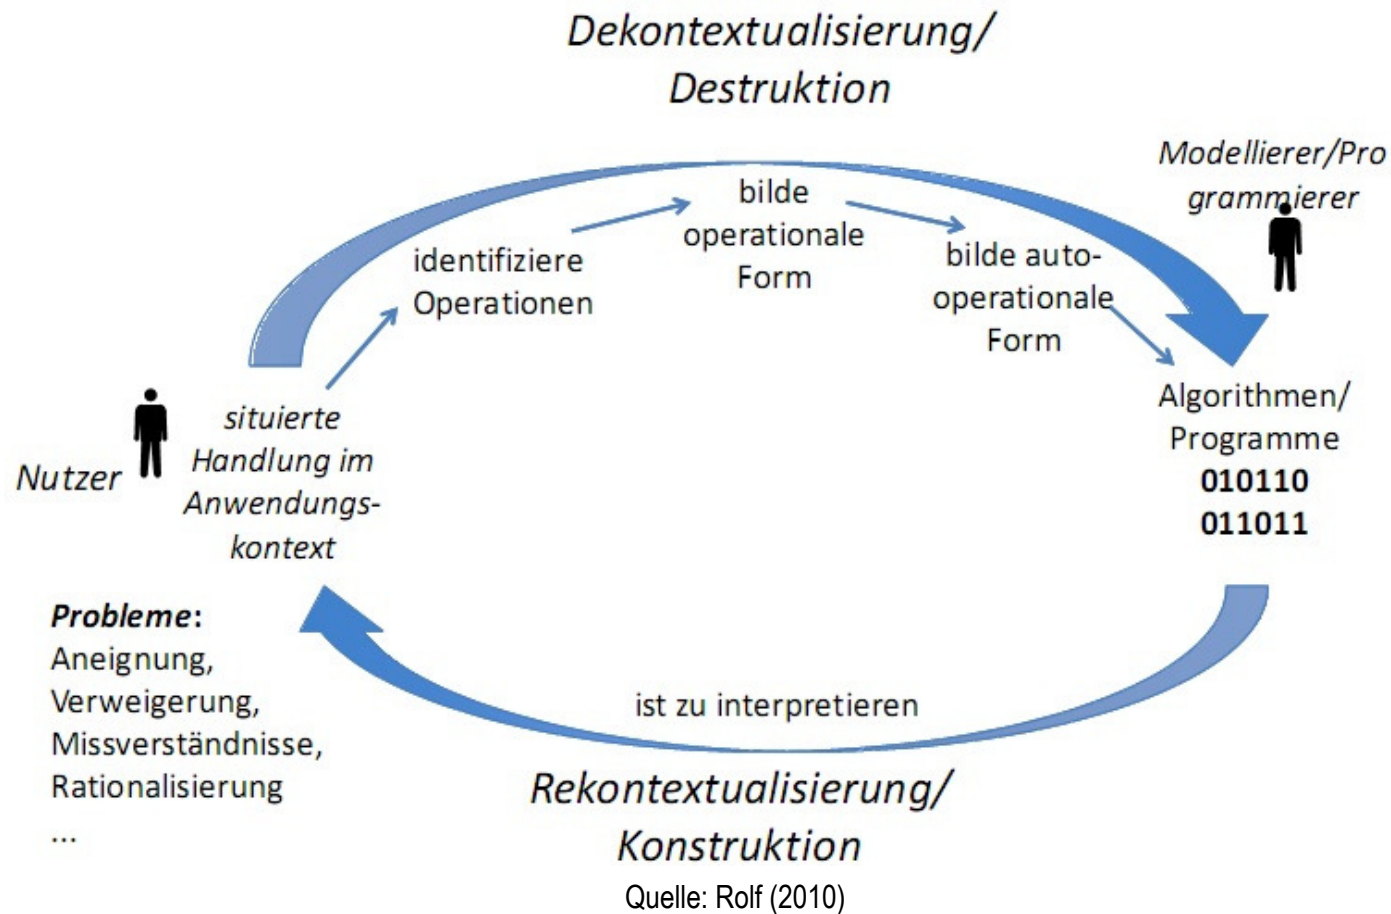 Dekontextualisierung/
Destruktion
Modellierer/Pro
grammierer
bilde
operationale
Form
identifiziere
Operationen
bilde auto-
operationale
Form
Nutzer
situierte
Handlung im
Anwendungs-
kontext
Algorithmen/
Programme
010110
011011
Probleme:
Aneignung,
Verweigerung,
Missverständnisse,
Rationalisierung
...
ist zu interpretieren
Rekontextualisierung/
Konstruktion
Quelle: Rolf (2010)